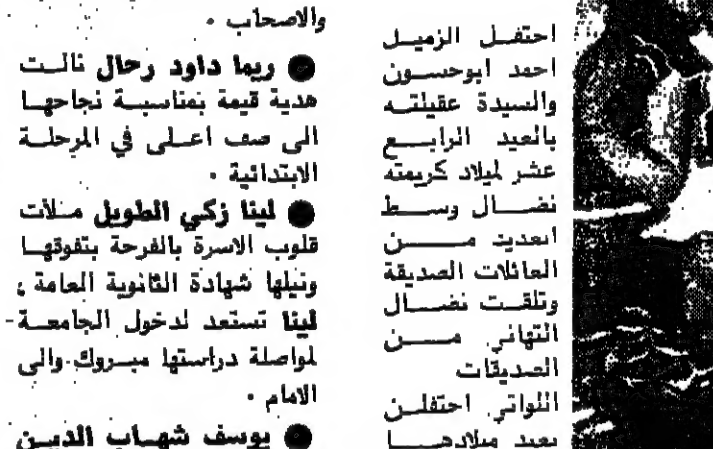 احتفل الزميل
احمد ابوحسون
والسيدة عقيلته
بالعيد الرابع
عشر لميلاد كريمته
نضال وسط
العديد من
العائلات الصديقة
وتلقت نضال
التهاني من
الصديقات
اللواتي احتفلن
بعيد ميلادها
والاصحاب .
● ريما داود رحال نالت
هدية قيمة بمناسبة نجاحها
الى صف اعلى في المرحلة
الابتدائية .
● لينا زكي الطويل ملأت
قلوب الاسرة بالفرحة بتفوقها
ونيلها شهادة الثانوية العامة ;
لينا تستعد لدخول الجامعة -
لمواصلة دراستها مبروك والى
الامام .
● يوسف شهاب الدين